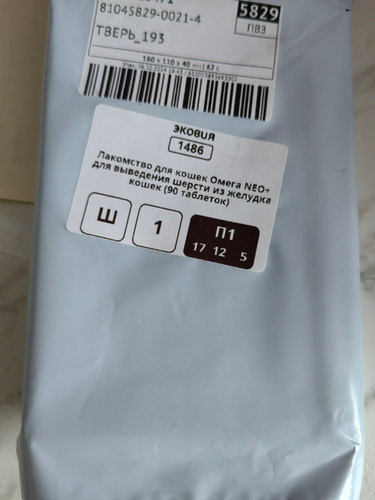 81045829-0021-4
5829
ПВЗ
ТВЕРЬ_193
160 x 110 x 40 мм | 62 г
эковия
1486
Лакомство для кошек Омега NEO+
для выведения шерсти из желудка
кошек (90 таблеток)
Ш
1
П1
17 12 5